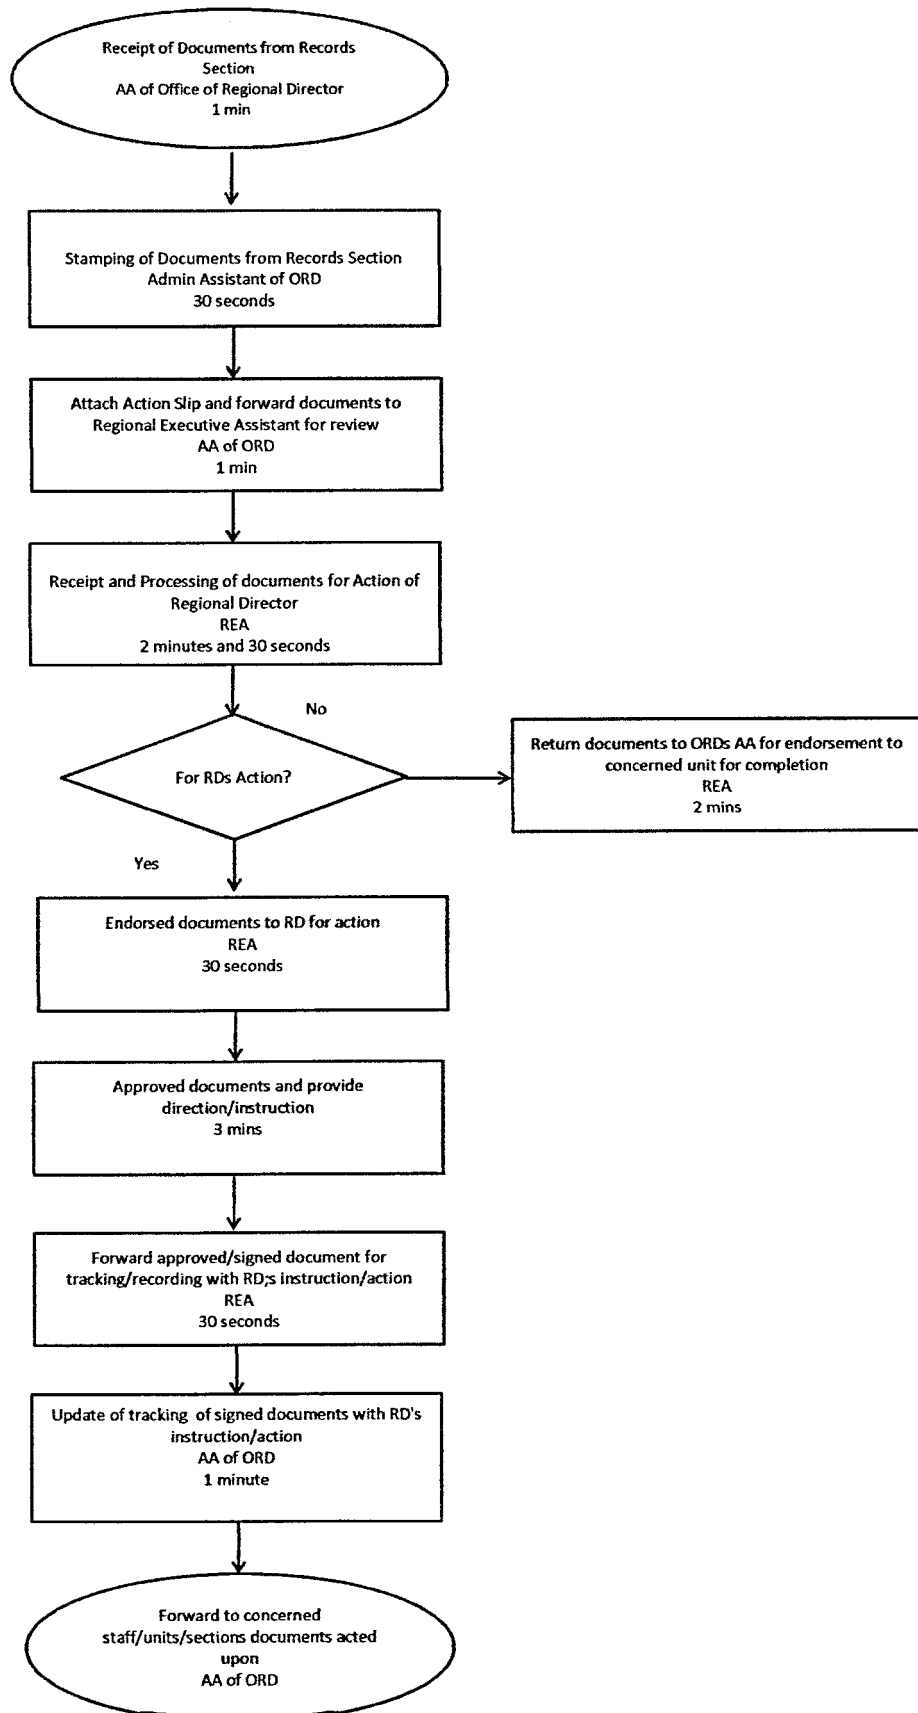 Receipt of Documents from Records
Section
AA of Office of Regional Director
1 min
Stamping of Documents from Records Section
Admin Assistant of ORD
30 seconds
Attach Action Slip and forward documents to
Regional Executive Assistant for review
AA of ORD
1 min
Receipt and Processing of documents for Action of
Regional Director
REA
2 minutes and 30 seconds
No
For RDs Action?
Return documents to ORDs AA for endorsement to
concerned unit for completion
REA
2 mins
Yes
Endorsed documents to RD for action
REA
30 seconds
Approved documents and provide
direction/instruction
3 mins
Forward approved/signed document for
tracking/recording with RD;s instruction/action
REA
30 seconds
Update of tracking of signed documents with RD's
instruction/action
AA of ORD
1 minute
Forward to concerned
staff/units/sections documents acted
upon
AA of ORD